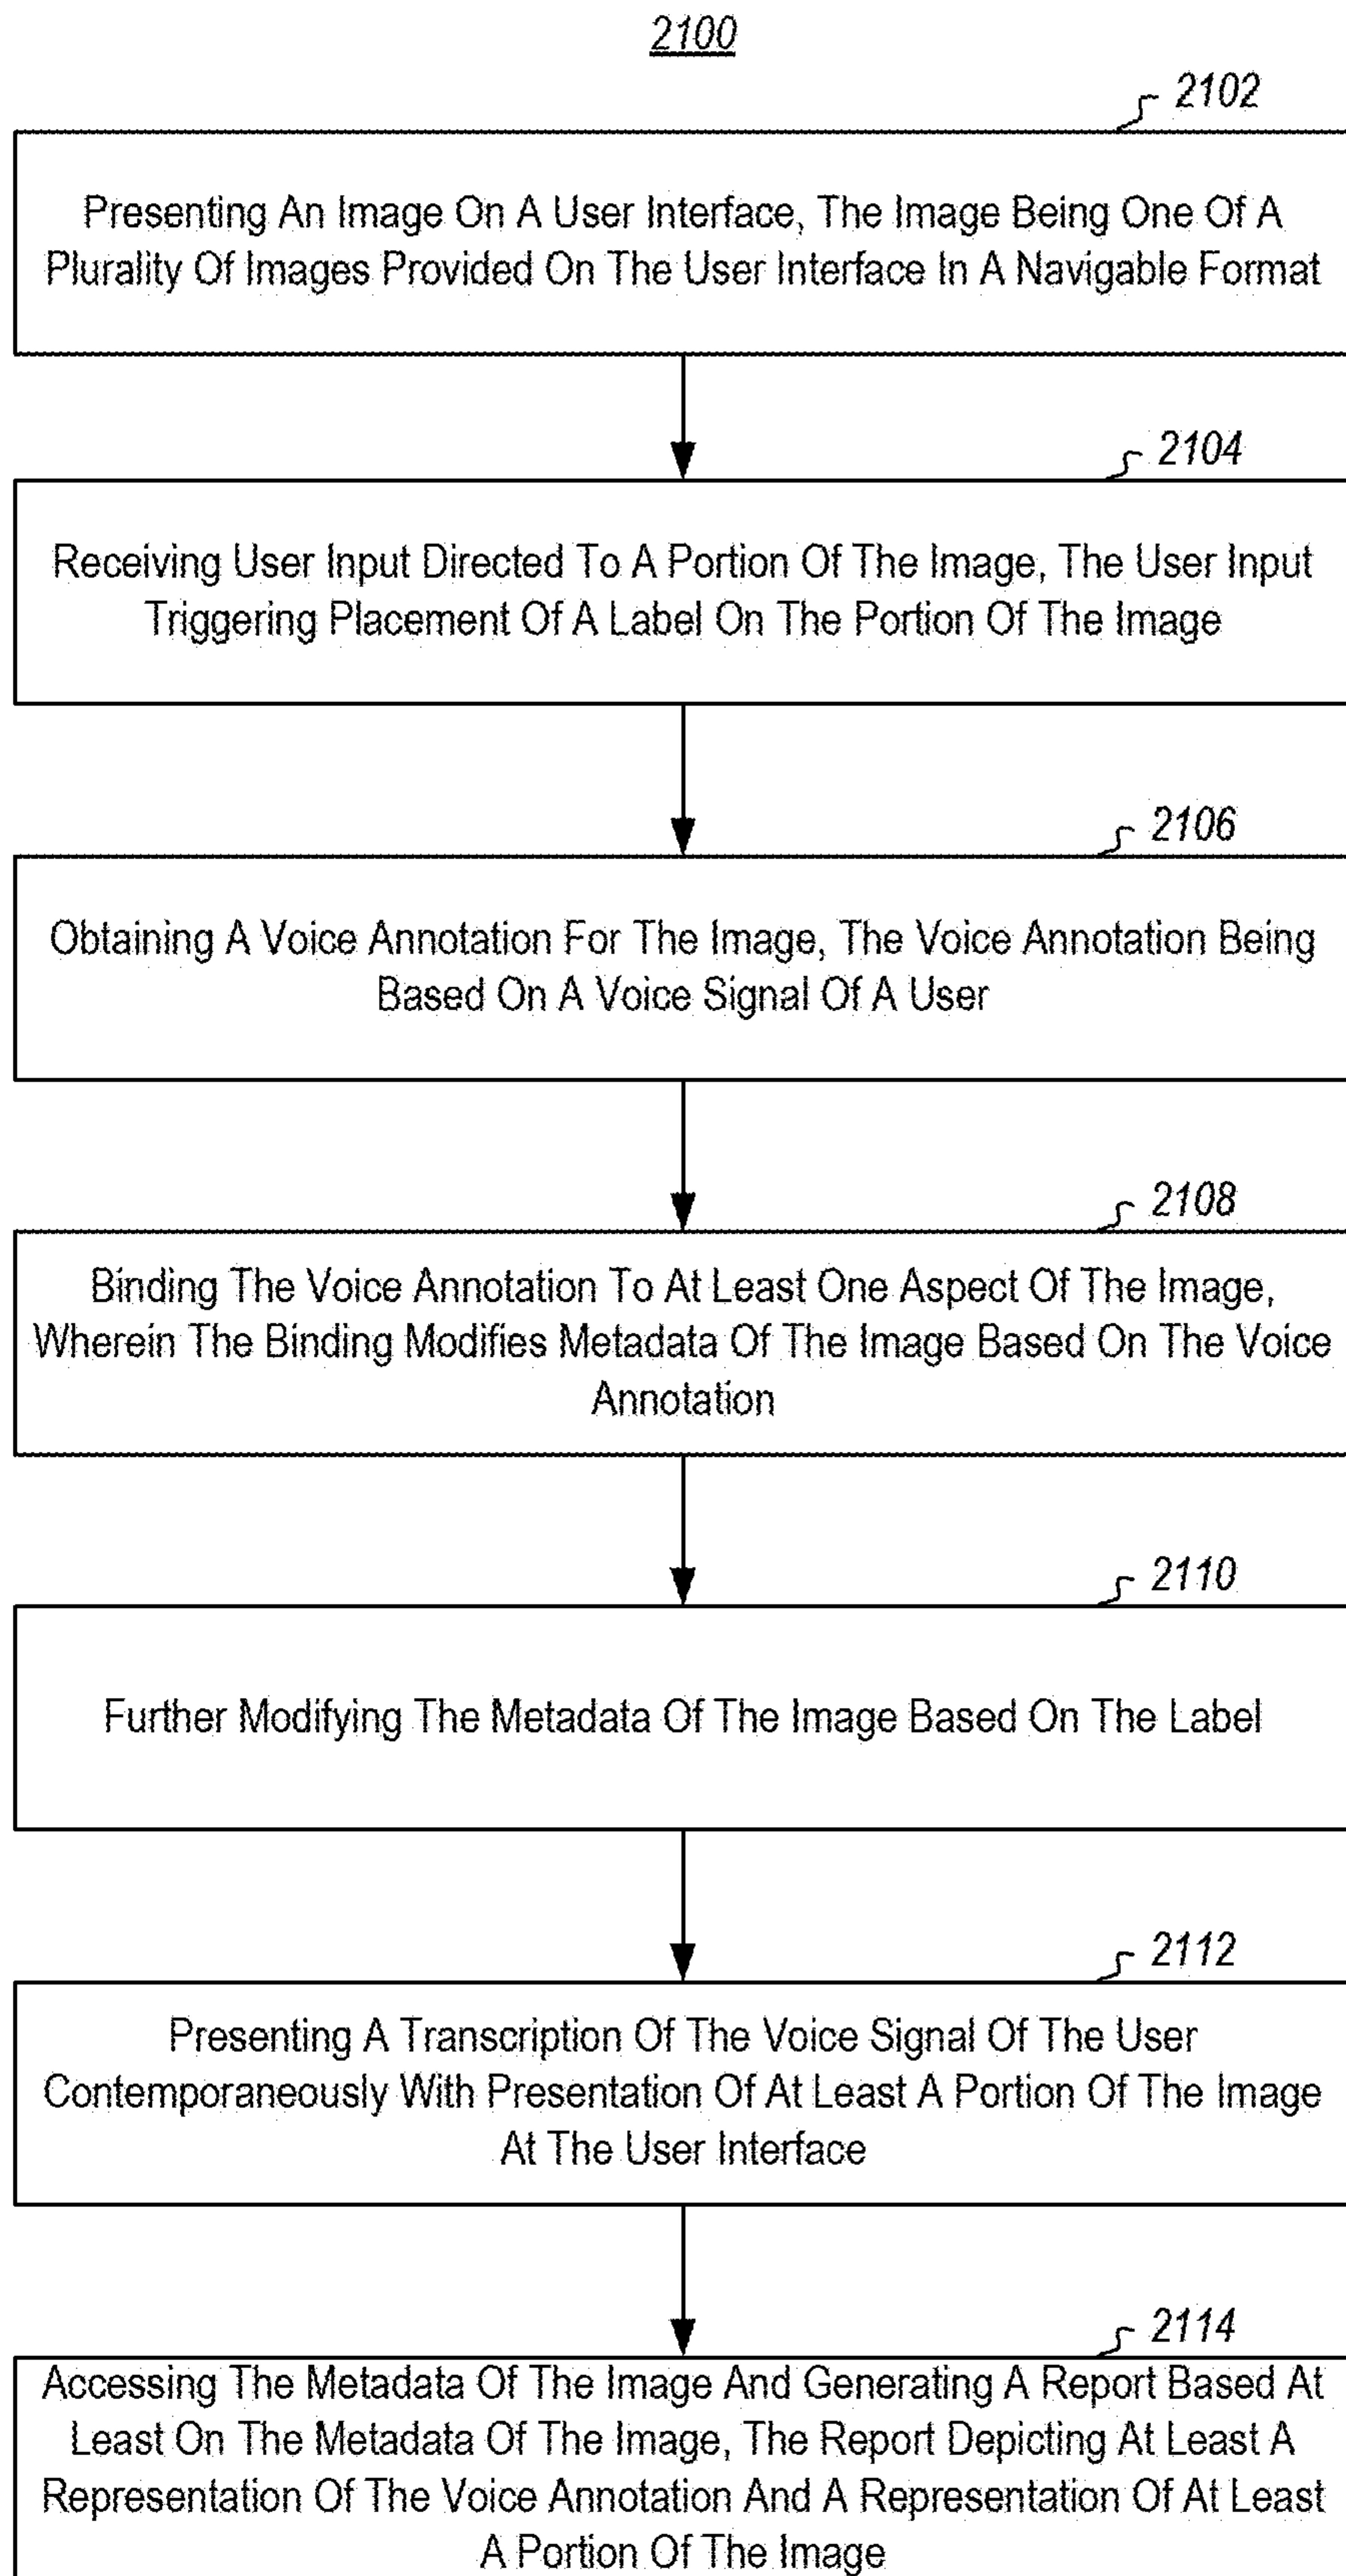 2100
2102
Presenting An Image On A User Interface, The Image Being One Of A
Plurality Of Images Provided On The User Interface In A Navigable Format
2104
Receiving User Input Directed To A Portion Of The Image, The User Input
Triggering Placement Of A Label On The Portion Of The Image
2106
Obtaining A Voice Annotation For The Image, The Voice Annotation Being
Based On A Voice Signal Of A User
2108
Binding The Voice Annotation To At Least One Aspect Of The Image,
Wherein The Binding Modifies Metadata Of The Image Based On The Voice
Annotation
2110
Further Modifying The Metadata Of The Image Based On The Label
2112
Presenting A Transcription Of The Voice Signal Of The User
Contemporaneously With Presentation Of At Least A Portion Of The Image
At The User Interface
2114
Accessing The Metadata Of The Image And Generating A Report Based At
Least On The Metadata Of The Image, The Report Depicting At Least A
Representation Of The Voice Annotation And A Representation Of At Least
A Portion Of The Image